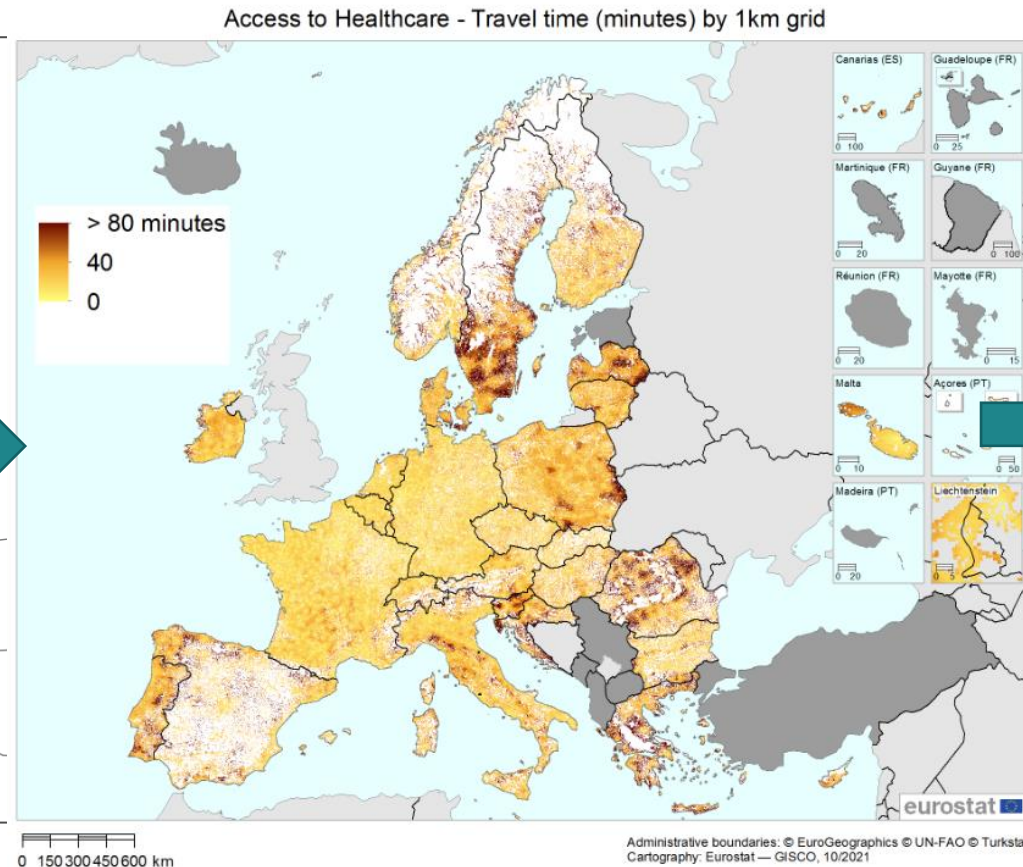 Access to Healthcare - Travel time (minutes) by 1km grid
> 80 minutes
40
0
Canarias (ES)
0 100
Guadeloupe (FR)
0 25
Martinique (FR)
0 20
Guyane (FR)
0 100
Réunion (FR)
0 20
Mayotte (FR)
0 15
Malta
0 10
Açores (PT)
0 50
Madeira (PT)
0 20
Liechtenstein
0 5
eurostat
0 150 300 450 600 km
Administrative boundaries: © EuroGeographics © UN-FAO © Turksta
Cartography: Eurostat — GISCO, 10/2021